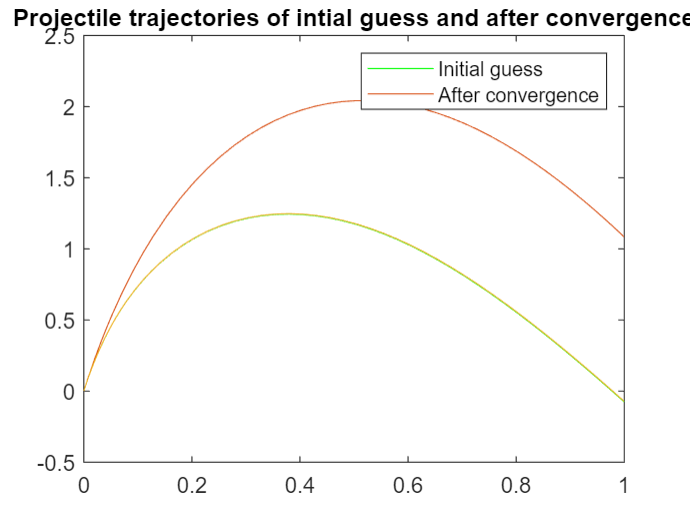 Projectile trajectories of intial guess and after convergence
2.5
2
1.5
1
0.5
0
-0.5
Initial guess
After convergence
0 0.2 0.4 0.6 0.8 1